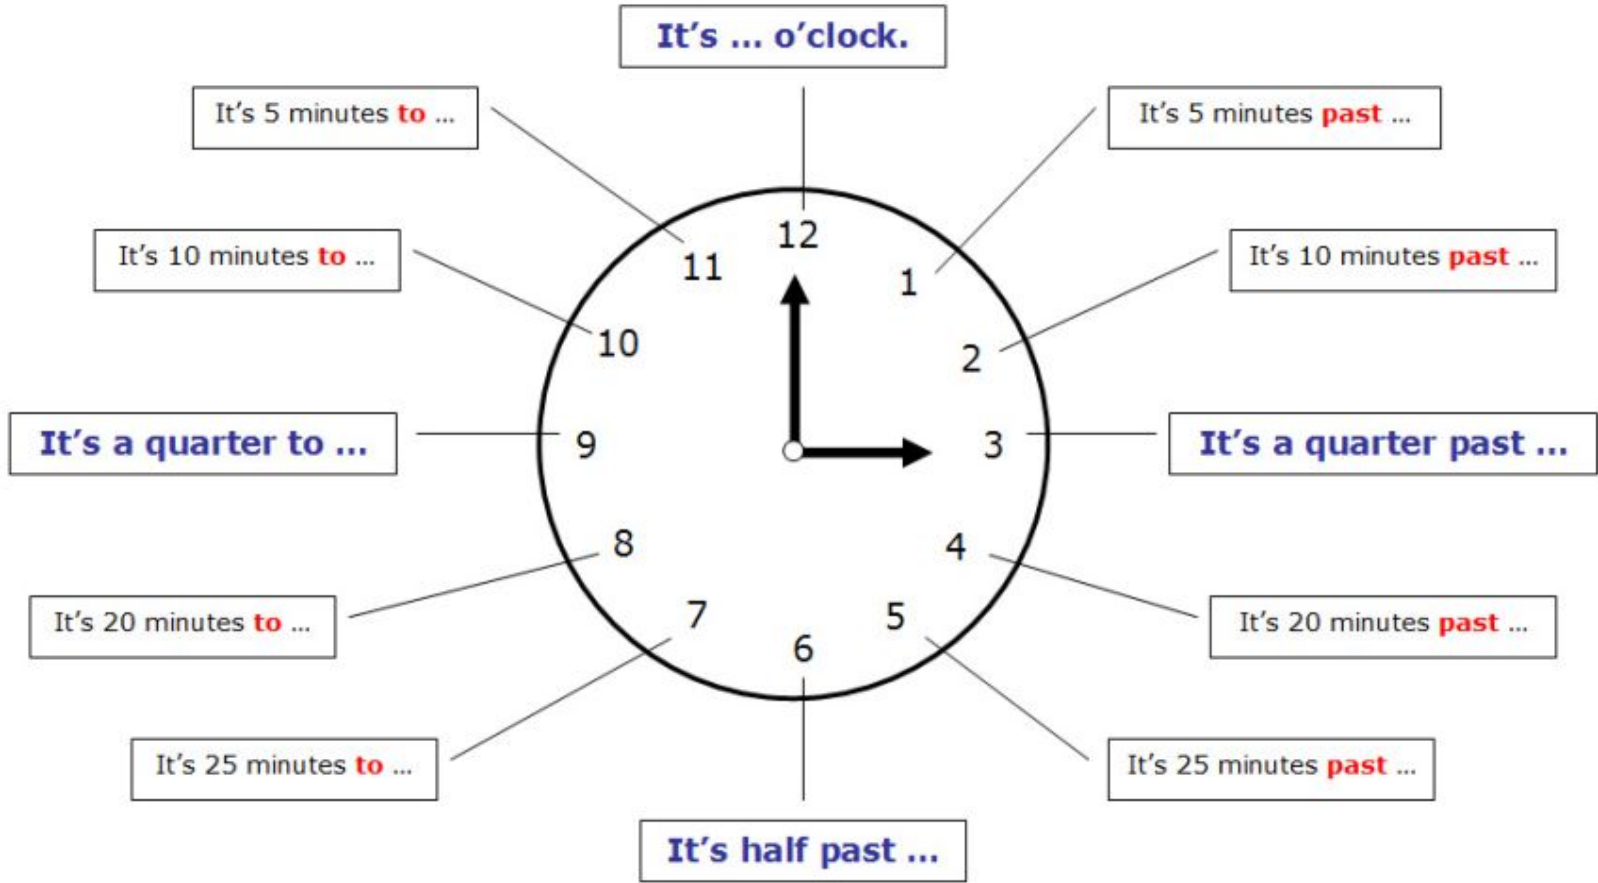 It’s … o’clock.
It’s 5 minutes to …
It’s 5 minutes past …
It’s 10 minutes to …
It’s 10 minutes past …
12
11
1
10
2
It’s a quarter to …
9
3
It’s a quarter past …
8
4
It’s 20 minutes to …
7
5
It’s 20 minutes past …
6
It’s 25 minutes to …
It’s 25 minutes past …
It’s half past …